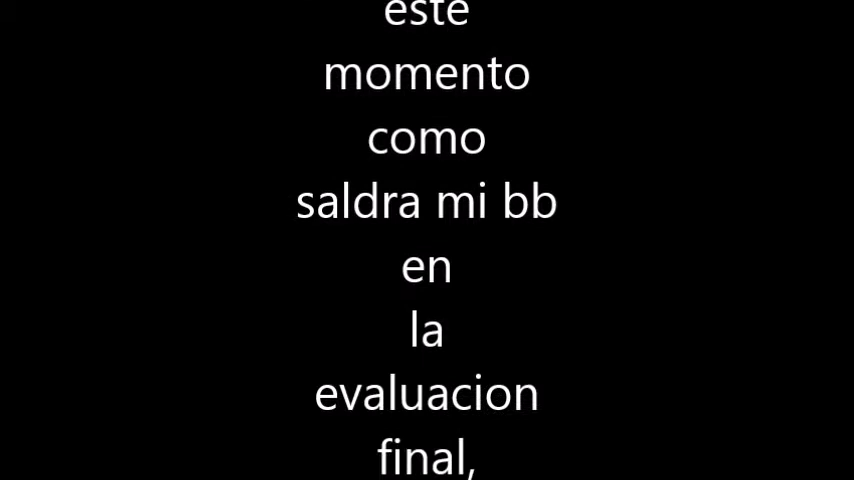 este
momento
como
saldra mi bb
en
la
evaluacion
final,